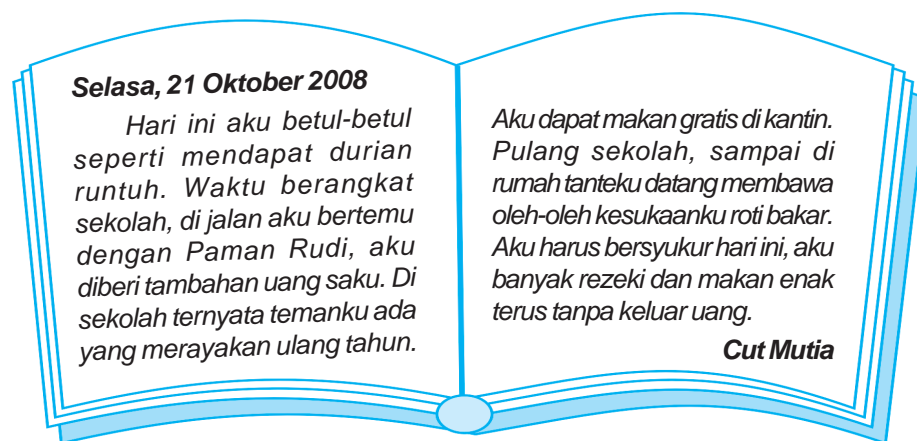 Selasa, 21 Oktober 2008
Hari ini aku betul-betul
seperti mendapat durian
runtuh. Waktu berangkat
sekolah, di jalan aku bertemu
dengan Paman Rudi, aku
diberi tambahan uang saku. Di
sekolah ternyata temanku ada
yang merayakan ulang tahun.
Aku dapat makan gratis di kantin.
Pulang sekolah, sampai di
rumah tanteku datang membawa
oleh-oleh kesukaanku roti bakar.
Aku harus bersyukur hari ini, aku
banyak rezeki dan makan enak
terus tanpa keluar uang.
Cut Mutia